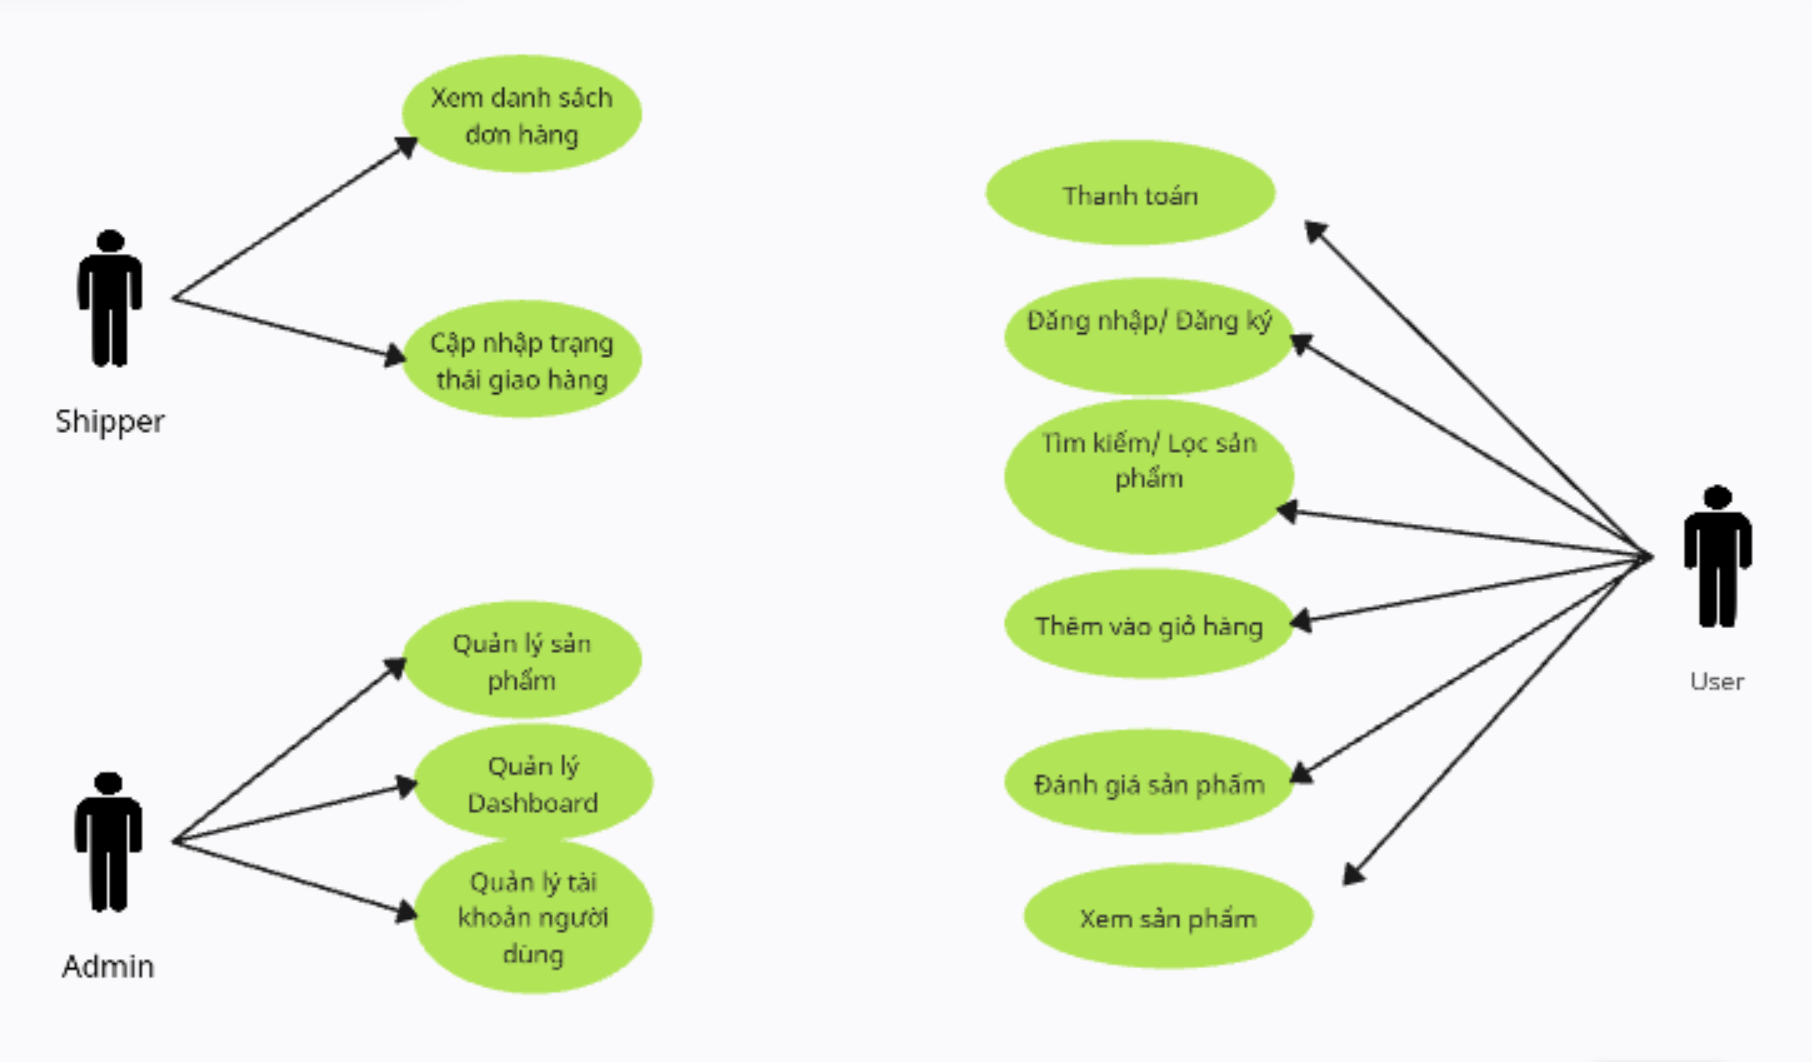 Xem danh sách
đơn hàng
Cập nhập trạng
thái giao hàng
Shipper
Quản lý sản
phẩm
Quản lý
Dashboard
Quản lý tài
khoản người
dùng
Admin
Thanh toán
Đăng nhập/ Đăng ký
Tìm kiếm/ Lọc sản
phẩm
Thêm vào giỏ hàng
Đánh giá sản phẩm
Xem sản phẩm
User